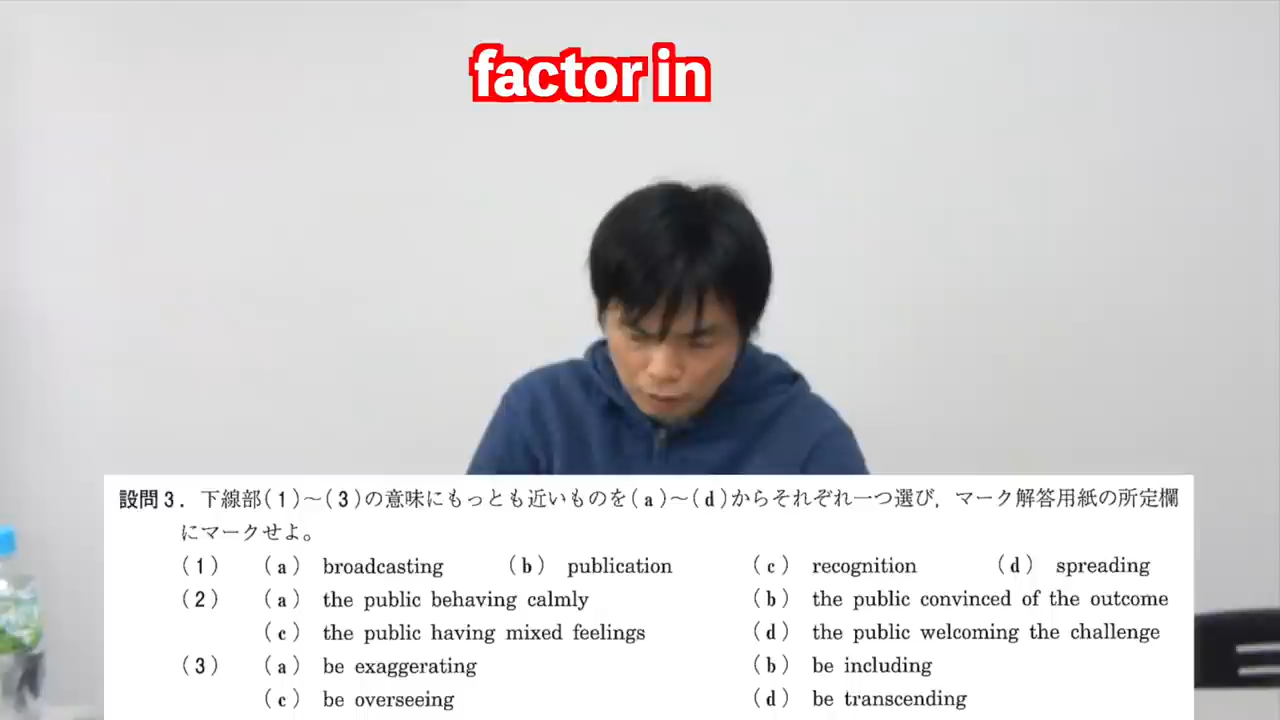 factor in
設問3. 下線部(1)～(3)の意味にもっとも近いものを(a)～(d)からそれぞれ一つ選び,マーク解答用紙の所定欄
にマークせよ。
(1) (a) broadcasting (b) publication (c) recognition (d) spreading
(2) (a) the public behaving calmly (b) the public convinced of the outcome
(c) the public having mixed feelings (d) the public welcoming the challenge
(3) (a) be exaggerating (b) be including
(c) be overseeing (d) be transcending